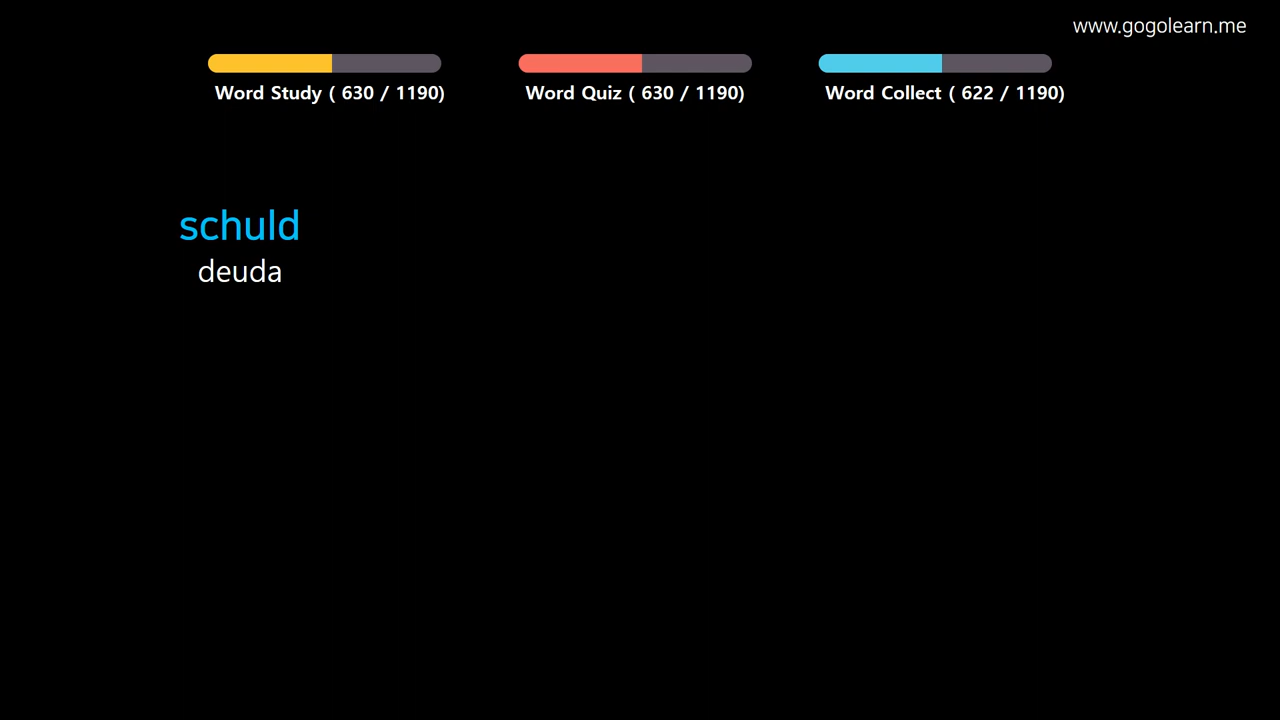 www.gogolearn.me
Word Study ( 630 / 1190)
Word Quiz ( 630 / 1190)
Word Collect ( 622 / 1190)
schuld
deuda